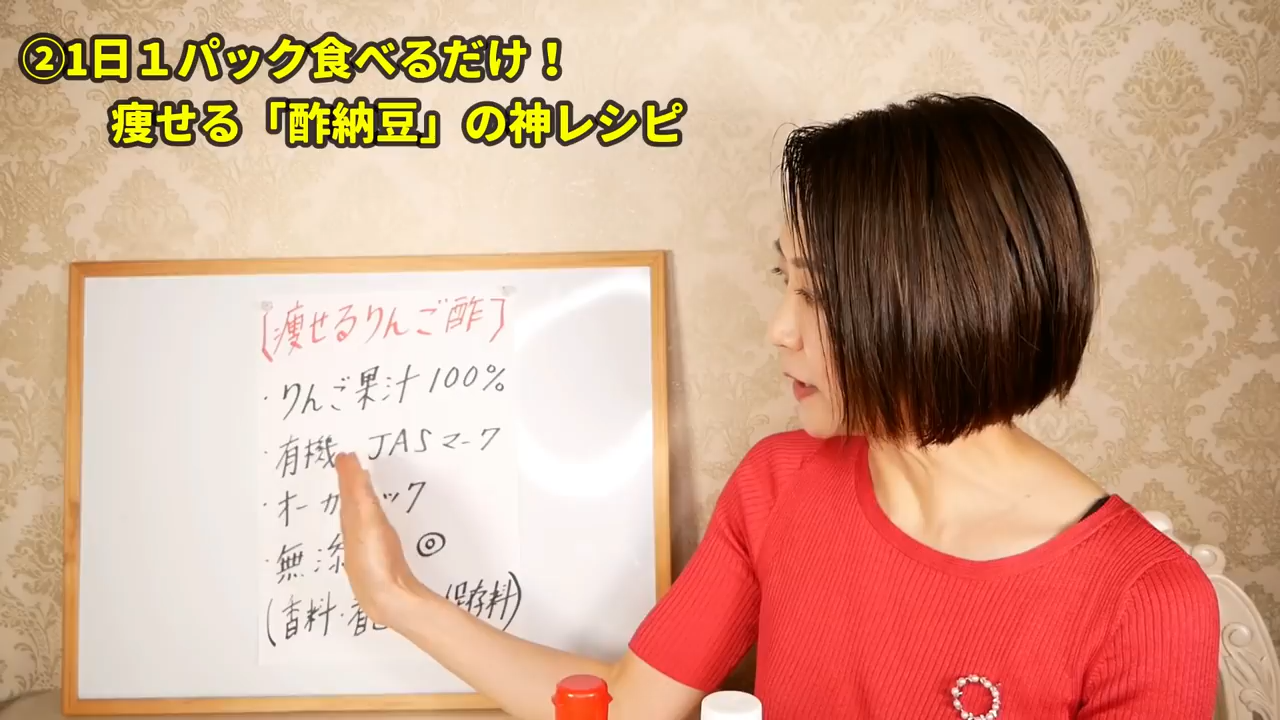 ②1日１パック食べるだけ！
痩せる「酢納豆」の神レシピ
[痩せるりんご酢]
・りんご果汁100%
・有機 JASマーク
・オーガ ック
・無添 ◎
(香料・着 保存料)